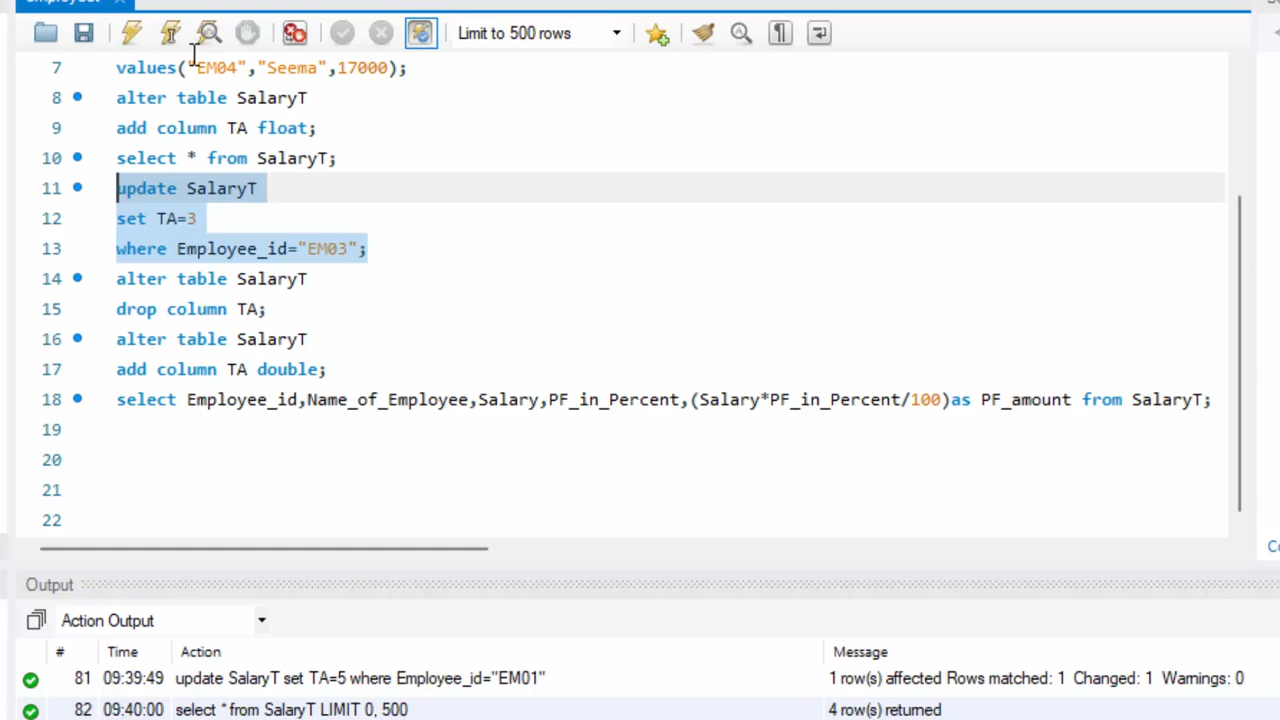 Limit to 500 rows
7 values("EM04","Seema",17000);
8 alter table SalaryT
9 add column TA float;
10 select * from SalaryT;
11 update SalaryT
12 set TA=3
13 where Employee_id="EM03";
14 alter table SalaryT
15 drop column TA;
16 alter table SalaryT
17 add column TA double;
18 select Employee_id,Name_of_Employee,Salary,PF_in_Percent,(Salary*PF_in_Percent/100)as PF_amount from SalaryT;
19
20
21
22
Output
Action Output
# Time Action Message
81 09:39:49 update SalaryT set TA=5 where Employee_id="EM01" 1 row(s) affected Rows matched: 1 Changed: 1 Warnings: 0
82 09:40:00 select * from SalaryT LIMIT 0, 500 4 row(s) returned